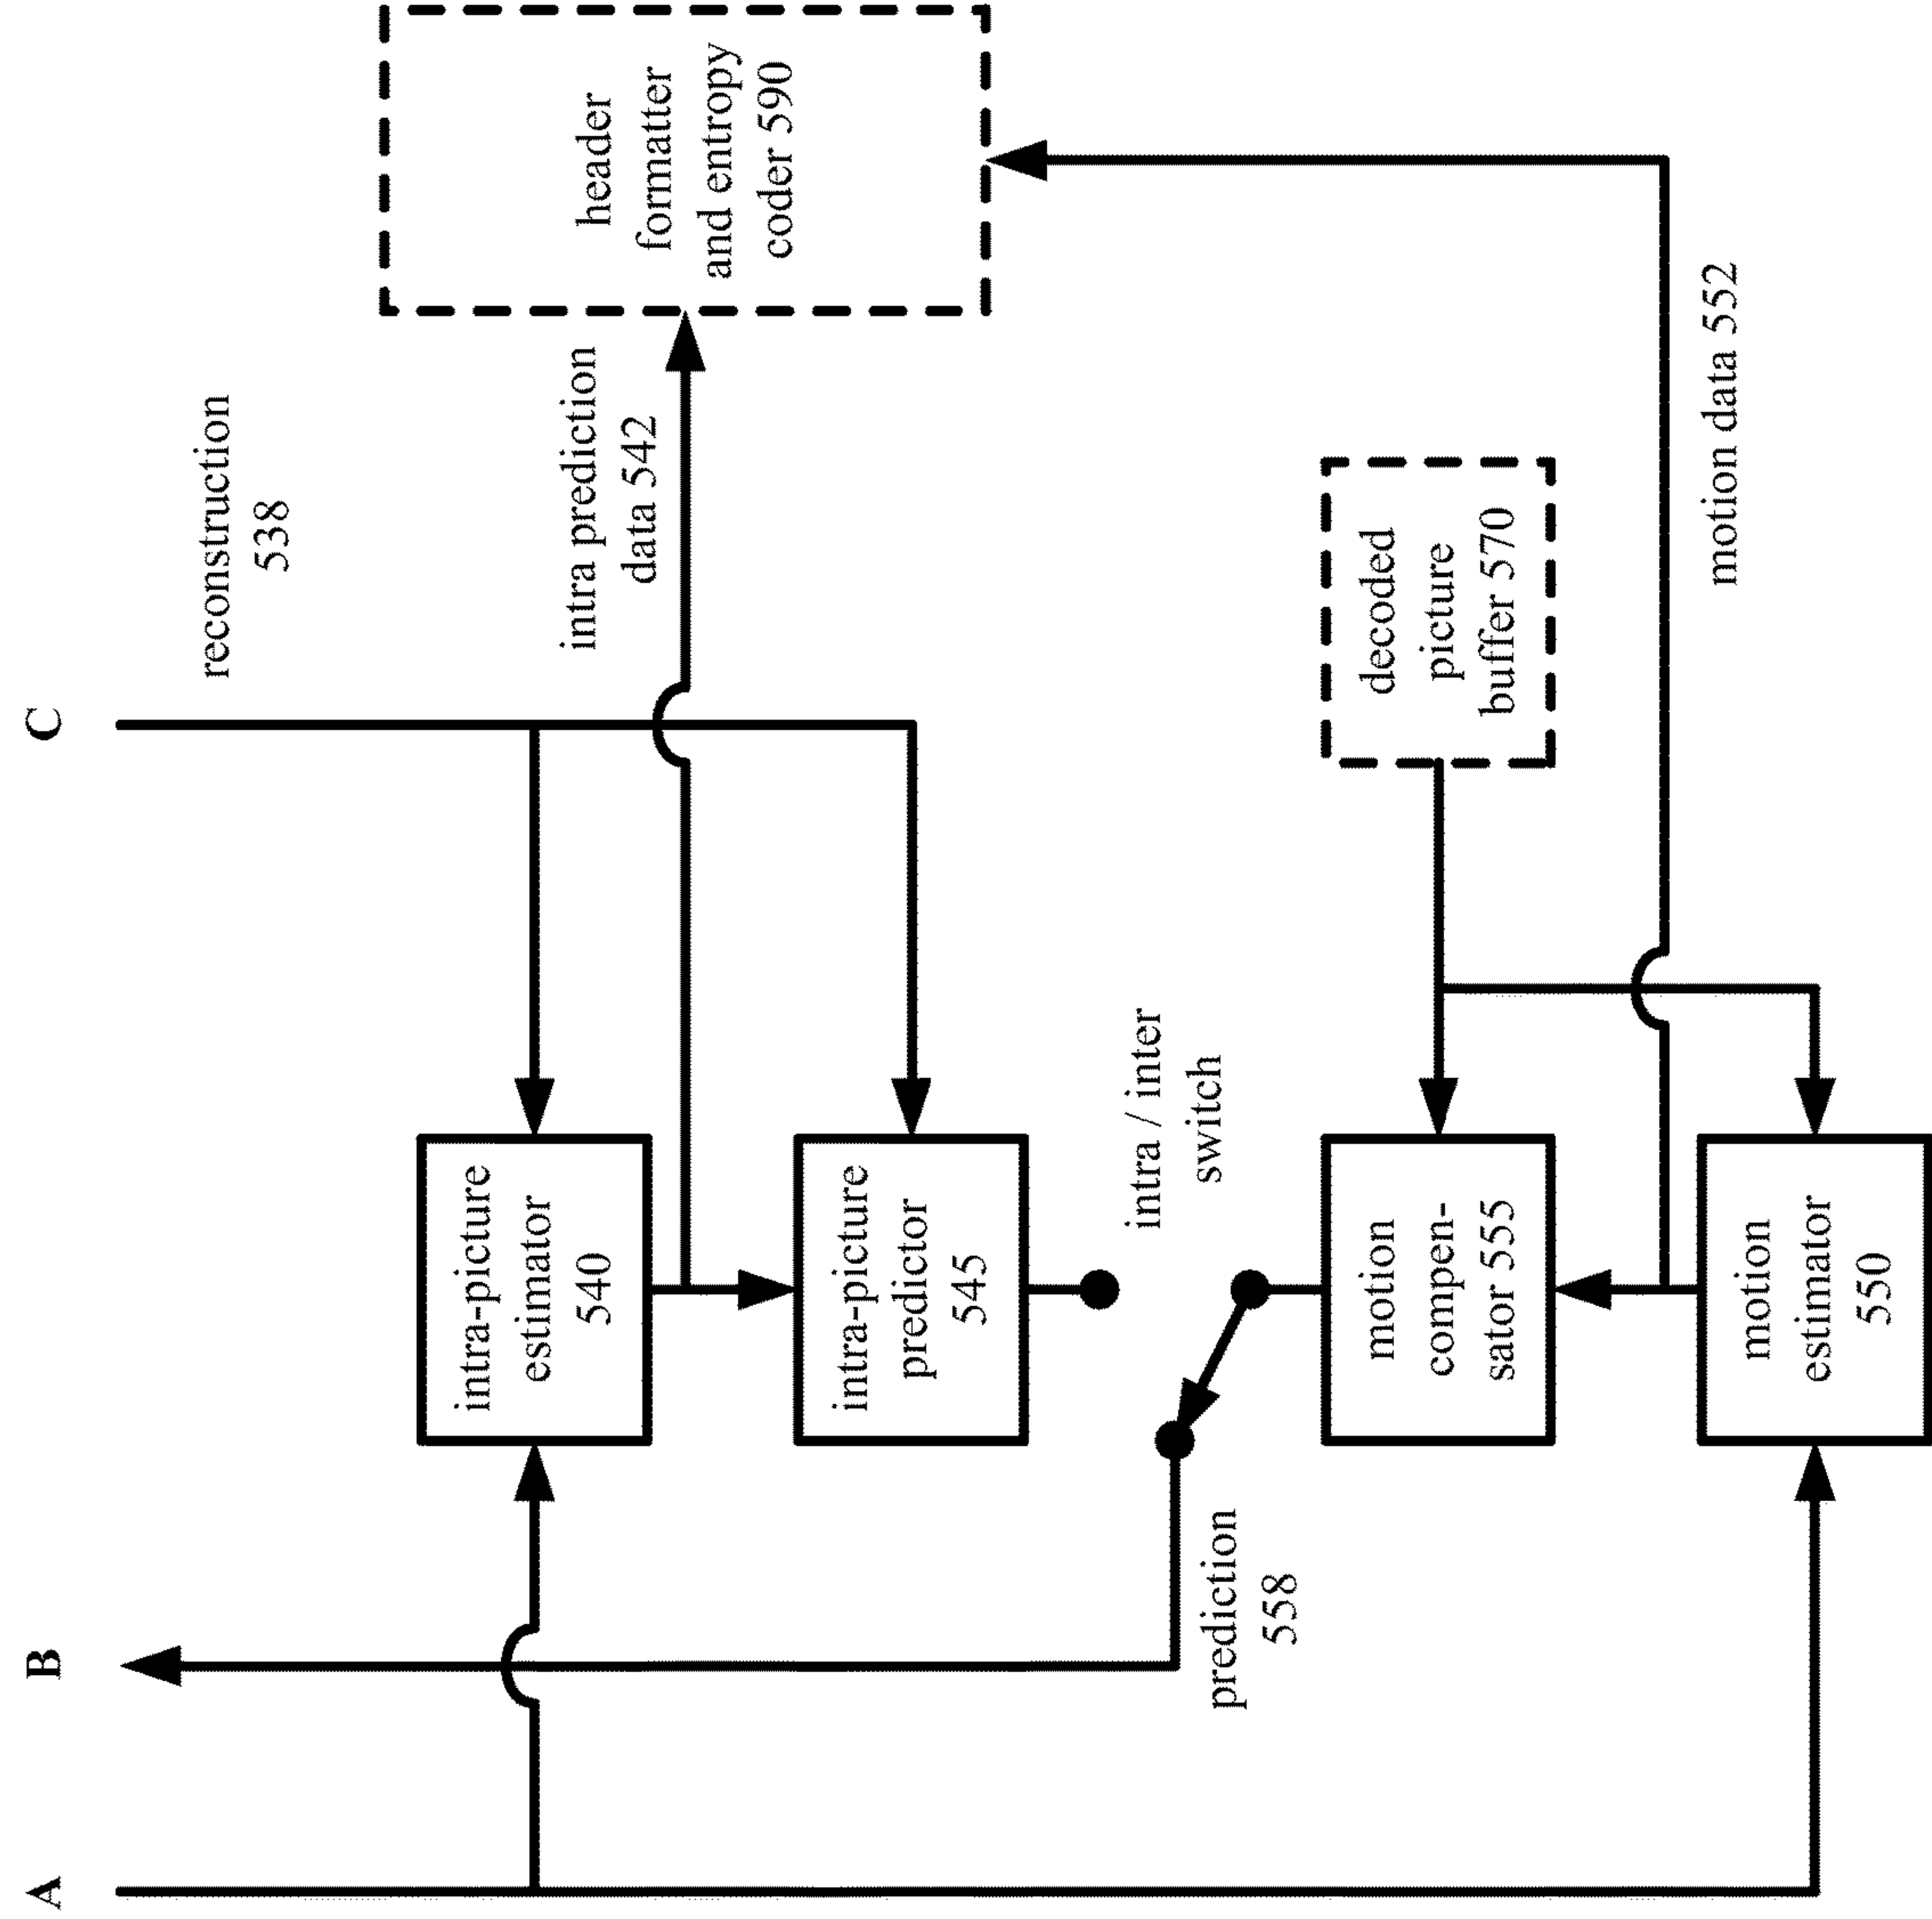 A
B
C
reconstruction
538
intra-picture
estimator
540
intra prediction
data 542
header
formatter
and entropy
coder 590
intra-picture
predictor
545
intra / inter
switch
prediction
558
motion
compen-
sator 555
decoded
picture
buffer 570
motion
estimator
550
motion data 552